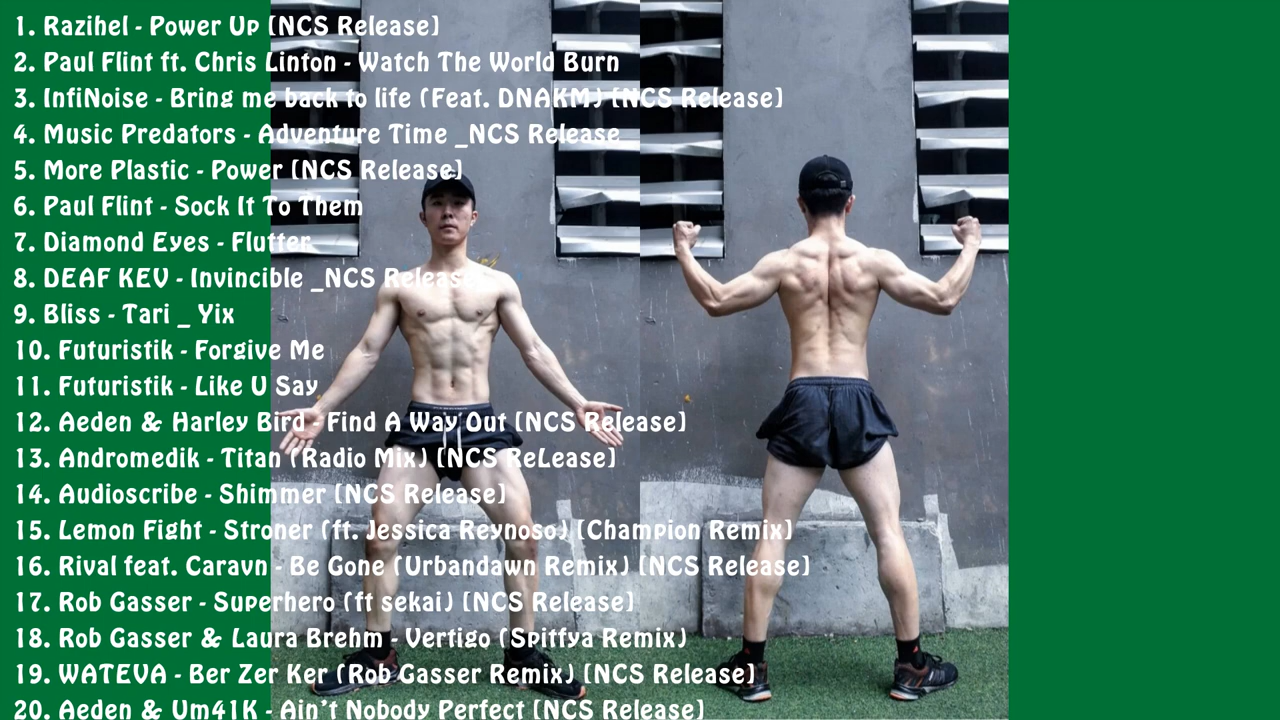 1. Razihel - Power Up [NCS Release]
2. Paul Flint ft. Chris Linton - Watch The World Burn
3. InfiNoise - Bring me back to life (Feat. DNAKM) [NCS Release]
4. Music Predators - Adventure Time _NCS Release
5. More Plastic - Power [NCS Release]
6. Paul Flint - Sock It To Them
7. Diamond Eyes - Flutter
8. DEAF KEV - Invincible _NCS Release_
9. Bliss - Tari _ Yix
10. Futuristik - Forgive Me
11. Futuristik - Like U Say
12. Aeden & Harley Bird - Find A Way Out [NCS Release]
13. Andromedik - Titan (Radio Mix) [NCS ReLease]
14. Audioscribe - Shimmer [NCS Release]
15. Lemon Fight - Stroner (ft. Jessica Reynoso) [Champion Remix]
16. Rival feat. Caravn - Be Gone (Urbandawn Remix) [NCS Release]
17. Rob Gasser - Superhero (ft sekai) [NCS Release]
18. Rob Gasser & Laura Brehm - Vertigo (Spitfya Remix)
19. WATEVA - Ber Zer Ker (Rob Gasser Remix) [NCS Release]
20. Aeden & Um41K - Ain't Nobody Perfect [NCS Release]